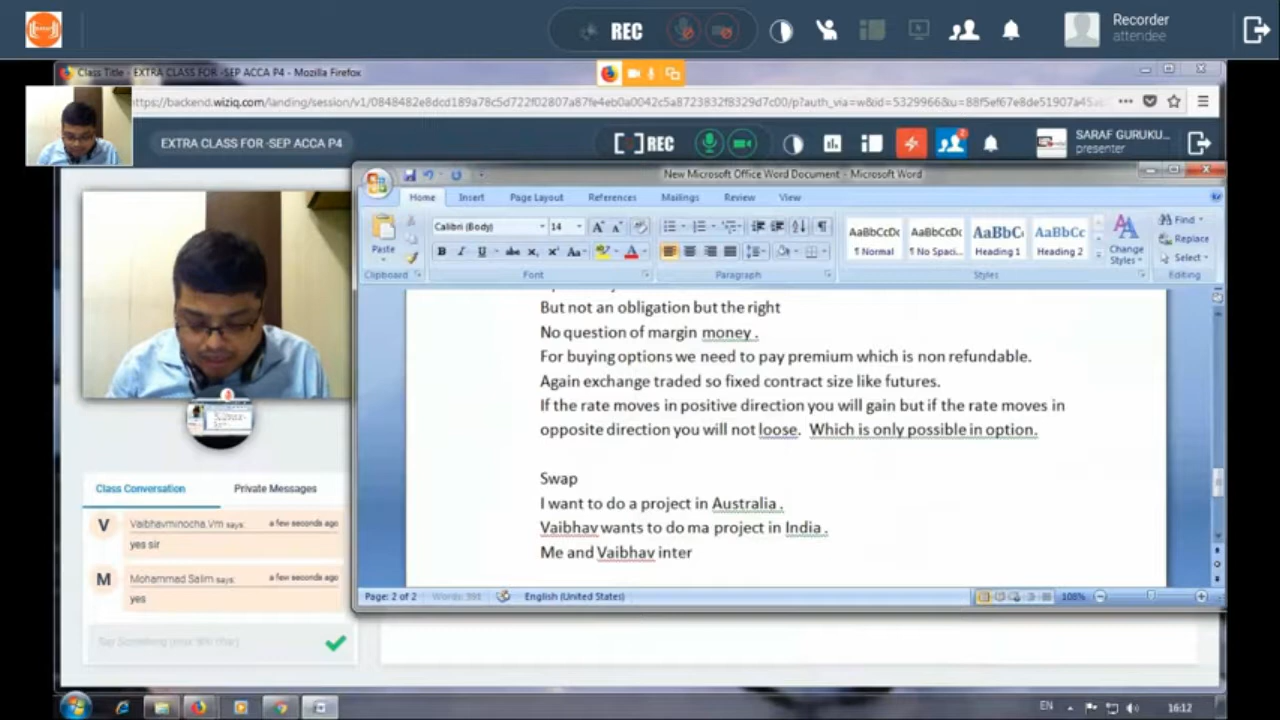 REC
Recorder
attendee
Class Title - EXTRA CLASS FOR -SEP ACCA P4 - Mozilla Firefox
EXTRA CLASS FOR -SEP ACCA P4
REC
2
SARAF GURUKU...
presenter
New Microsoft Office Word Document - Microsoft Word
Home Insert Page Layout References Mailings Review View
Paste
Calibri (Body) 14
AaBbCcDc AaBbCcDc AaBbC AaBbCc
¶ Normal ¶ No Spaci... Heading 1 Heading 2
Change Styles
Find
Replace
Select
Clipboard Font Paragraph Styles Editing
But not an obligation but the right
No question of margin money .
For buying options we need to pay premium which is non refundable.
Again exchange traded so fixed contract size like futures.
If the rate moves in positive direction you will gain but if the rate moves in
opposite direction you will not loose. Which is only possible in option.
Swap
I want to do a project in Australia .
Vaibhav wants to do ma project in India .
Me and Vaibhav inter
Class Conversation Private Messages
V Vaibhavminocha.Vm says: a few seconds ago
yes sir
M Mohammad Salim says: a few seconds ago
yes
Page: 2 of 2 Words: 391 English (United States) 108%
EN 16:12